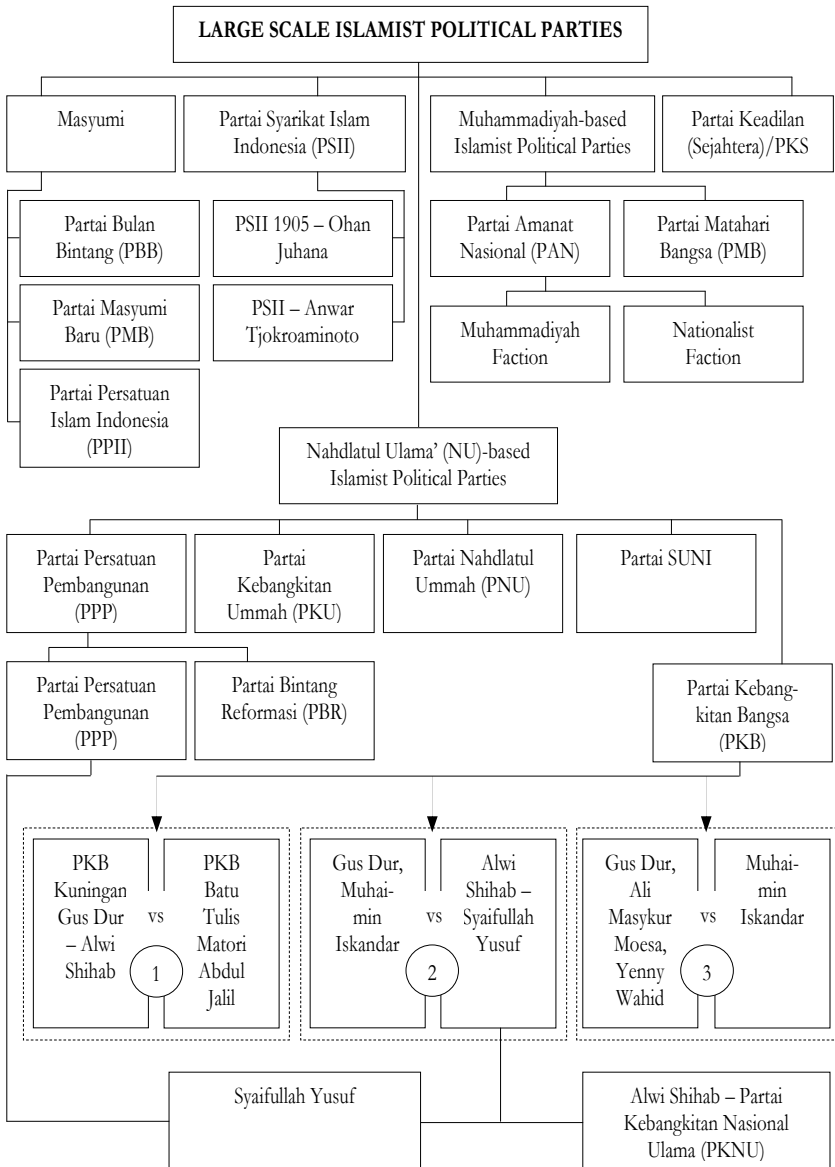 LARGE SCALE ISLAMIST POLITICAL PARTIES
Masyumi
Partai Syarikat Islam
Indonesia (PSII)
Muhammadiyah-based
Islamist Political Parties
Partai Keadilan
(Sejahtera)/PKS
Partai Bulan
Bintang (PBB)
PSII 1905 – Ohan
Juhana
Partai Amanat
Nasional (PAN)
Partai Matahari
Bangsa (PMB)
Partai Masyumi
Baru (PMB)
PSII – Anwar
Tjokroaminoto
Muhammadiyah
Faction
Nationalist
Faction
Partai Persatuan
Islam Indonesia
(PPII)
Nahdlatul Ulama’ (NU)-based
Islamist Political Parties
Partai Persatuan
Pembangunan
(PPP)
Partai
Kebangkitan
Ummah (PKU)
Partai Nahdlatul
Ummah (PNU)
Partai SUNI
Partai Persatuan
Pembangunan
(PPP)
Partai Bintang
Reformasi (PBR)
Partai Kebang-
kitan Bangsa
(PKB)
PKB
Kuningan
Gus Dur
– Alwi
Shihab
vs
1
PKB
Batu
Tulis
Matori
Abdul
Jalil
Gus Dur,
Muhai-
min
Iskandar
vs
2
Alwi
Shihab –
Syaifullah
Yusuf
Gus Dur,
Ali
Masykur
Moesa,
Yenny
Wahid
vs
3
Muhai-
min
Iskandar
Syaifullah Yusuf
Alwi Shihab – Partai
Kebangkitan Nasional
Ulama (PKNU)